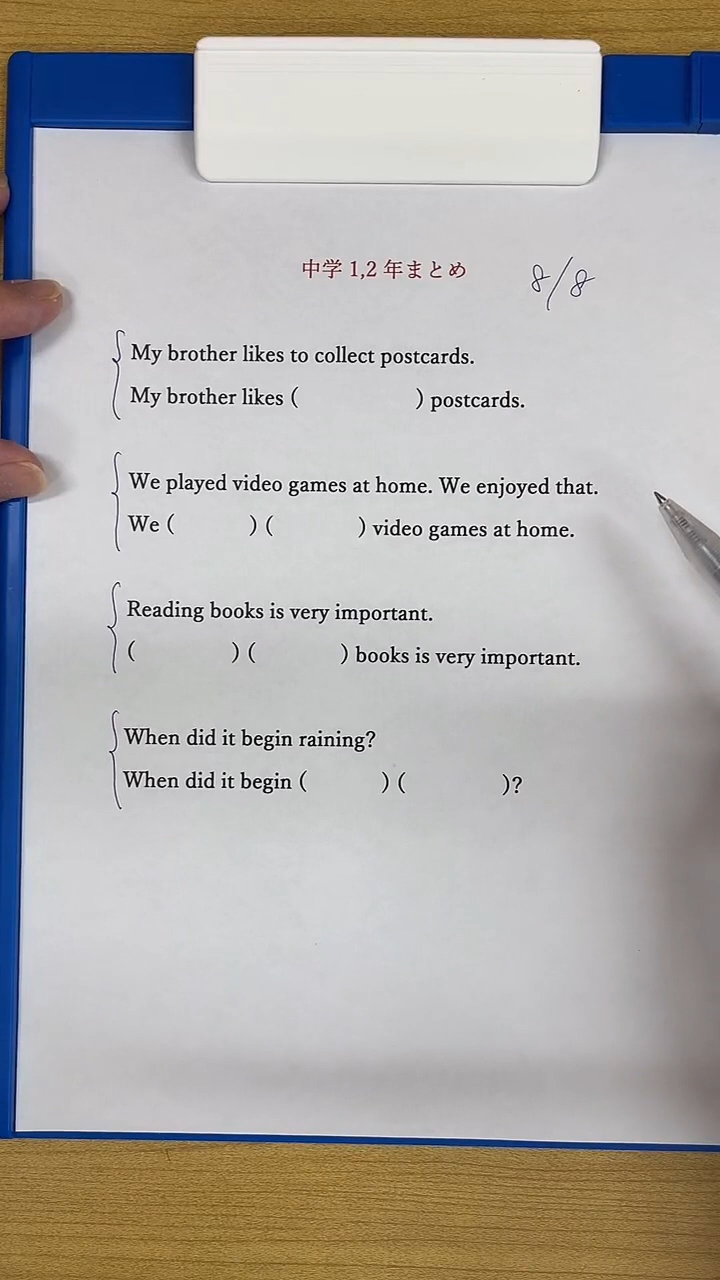 中学 1,2 年まとめ 8/8
My brother likes to collect postcards.
My brother likes ( ) postcards.
We played video games at home. We enjoyed that.
We ( ) ( ) video games at home.
Reading books is very important.
( ) ( ) books is very important.
When did it begin raining?
When did it begin ( ) ( )?